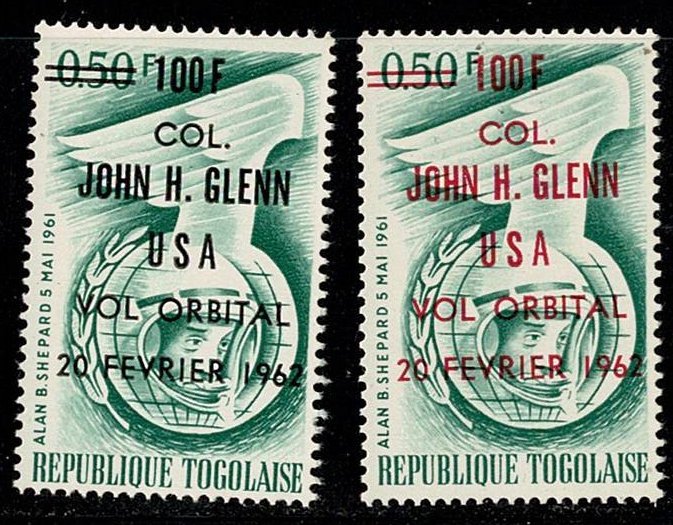 0.50 F 100F
COL.
JOHN H. GLENN
USA
VOL ORBITAL
20 FEVRIER 1962
ALAN B. SHEPARD 5 MAI 1961
REPUBLIQUE TOGOLAISE
0.50 F 100F
COL.
JOHN H. GLENN
USA
VOL ORBITAL
20 FEVRIER 1962
ALAN B. SHEPARD 5 MAI 1961
REPUBLIQUE TOGOLAISE